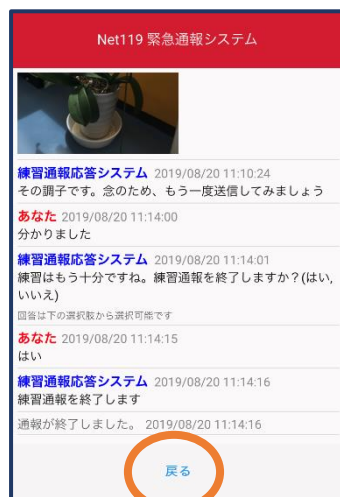 Net119 緊急通報システム
練習通報応答システム 2019/08/20 11:10:24
その調子です。念のため、もう一度送信してみましょう
あなた 2019/08/20 11:14:00
分かりました
練習通報応答システム 2019/08/20 11:14:01
練習はもう十分ですね。練習通報を終了しますか？(はい,
いいえ)
回答は下の選択肢から選択可能です
あなた 2019/08/20 11:14:15
はい
練習通報応答システム 2019/08/20 11:14:16
練習通報を終了します
通報が終了しました。 2019/08/20 11:14:16
戻る